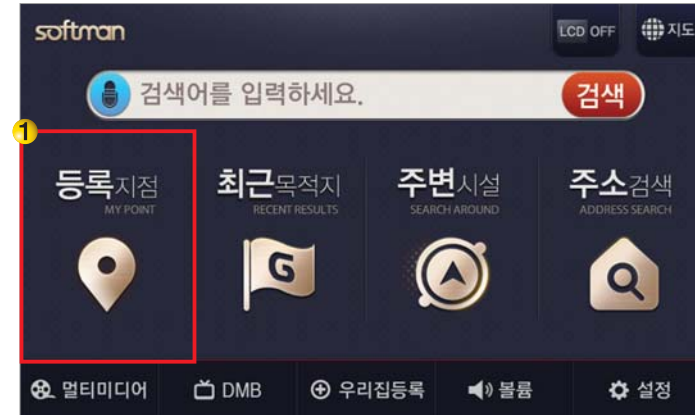 softman
LCD OFF
지도
검색어를 입력하세요.
검색
1
등록지점
MY POINT
최근목적지
RECENT RESULTS
G
주변시설
SEARCH AROUND
주소검색
ADDRESS SEARCH
멀티미디어
DMB
우리집등록
볼륨
설정